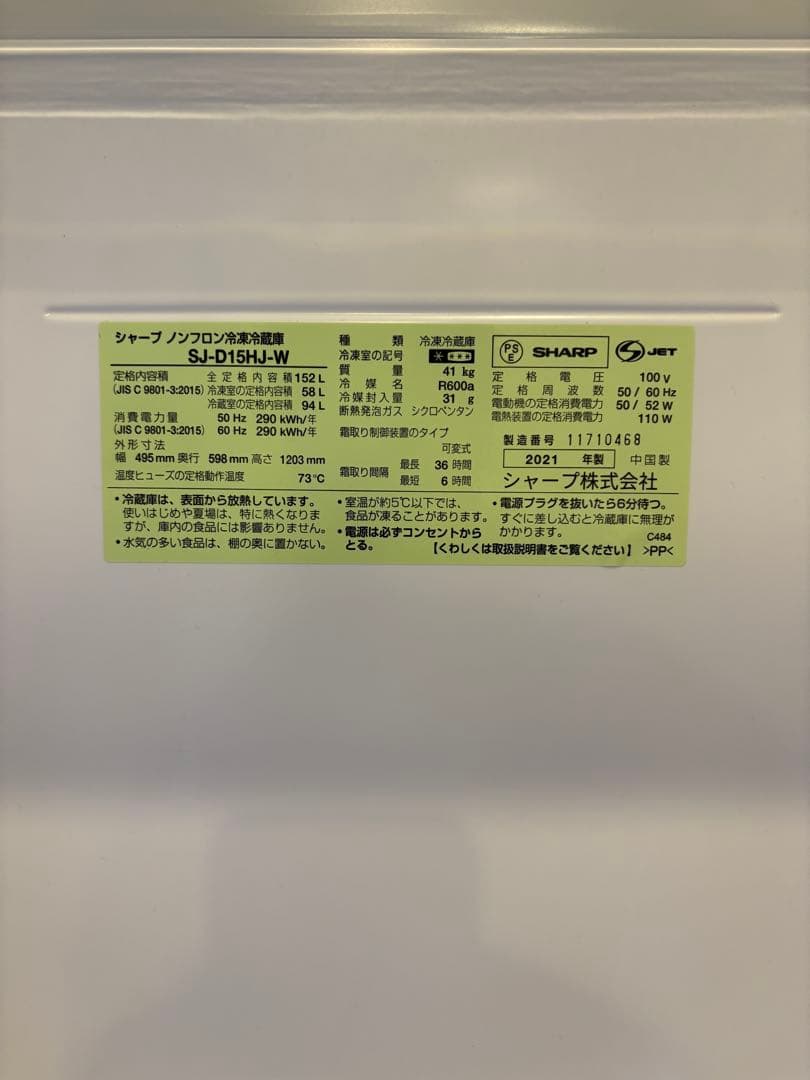 シャープ ノンフロン冷凍冷蔵庫
SJ-D15HJ-W
定格内容積 全定格内容積 152 L
(JIS C 9801-3:2015) 冷凍室の定格内容積 58 L
冷蔵室の定格内容積 94 L
消費電力量 50 Hz 290 kWh/年
(JIS C 9801-3:2015) 60 Hz 290 kWh/年
外形寸法
幅 495 mm 奥行 598 mm 高さ 1203 mm
温度ヒューズの定格動作温度 73℃
種類 冷凍冷蔵庫
冷凍室の記号 * ***
質量 41 kg
冷媒名 R600a
冷媒封入量 31 g
断熱発泡ガス シクロペンタン
霜取り制御装置のタイプ
可変式
霜取り間隔 最長 36 時間
最短 6 時間
PSE SHARP S JET
定格電圧 100 V
定格周波数 50 / 60 Hz
電動機の定格消費電力 50 / 52 W
電熱装置の定格消費電力 110 W
製造番号 11710468
2021 年製 中国製
シャープ株式会社
・冷蔵庫は、表面から放熱しています。
使いはじめや夏場は、特に熱くなりま
すが、庫内の食品には影響ありません。
・水気の多い食品は、棚の奥に置かない。
・室温が約5℃以下では、
食品が凍ることがあります。
・電源は必ずコンセントから
とる。
・電源プラグを抜いたら6分待つ。
すぐに差し込むと冷蔵庫に無理が
かかります。
C484
【くわしくは取扱説明書をご覧ください】 >PP<